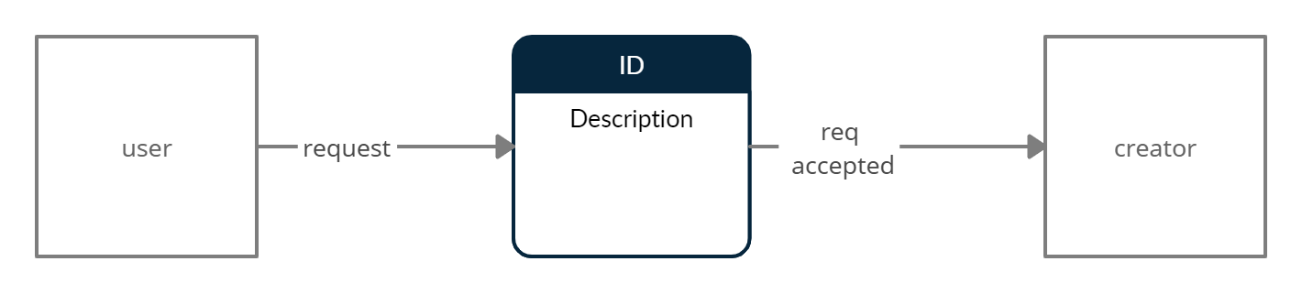 user
request
ID
Description
req
accepted
creator